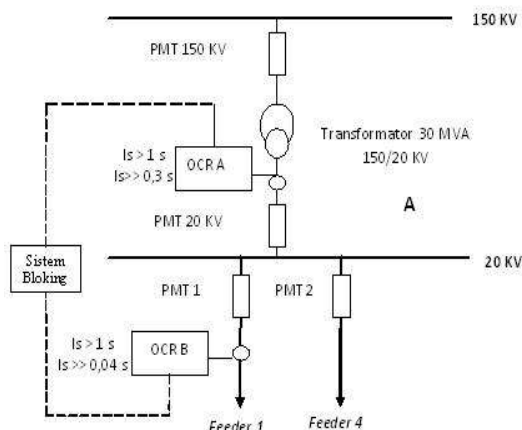 150 KV
PMT 150 KV
Transformator 30 MVA
150/20 KV
Is > 1 s
Is>> 0,3 s
OCR A
A
PMT 20 KV
20 KV
Sistem
Bloking
PMT 1
PMT 2
Is > 1 s
Is >> 0,04 s
OCR B
Feeder 1
Feeder 4